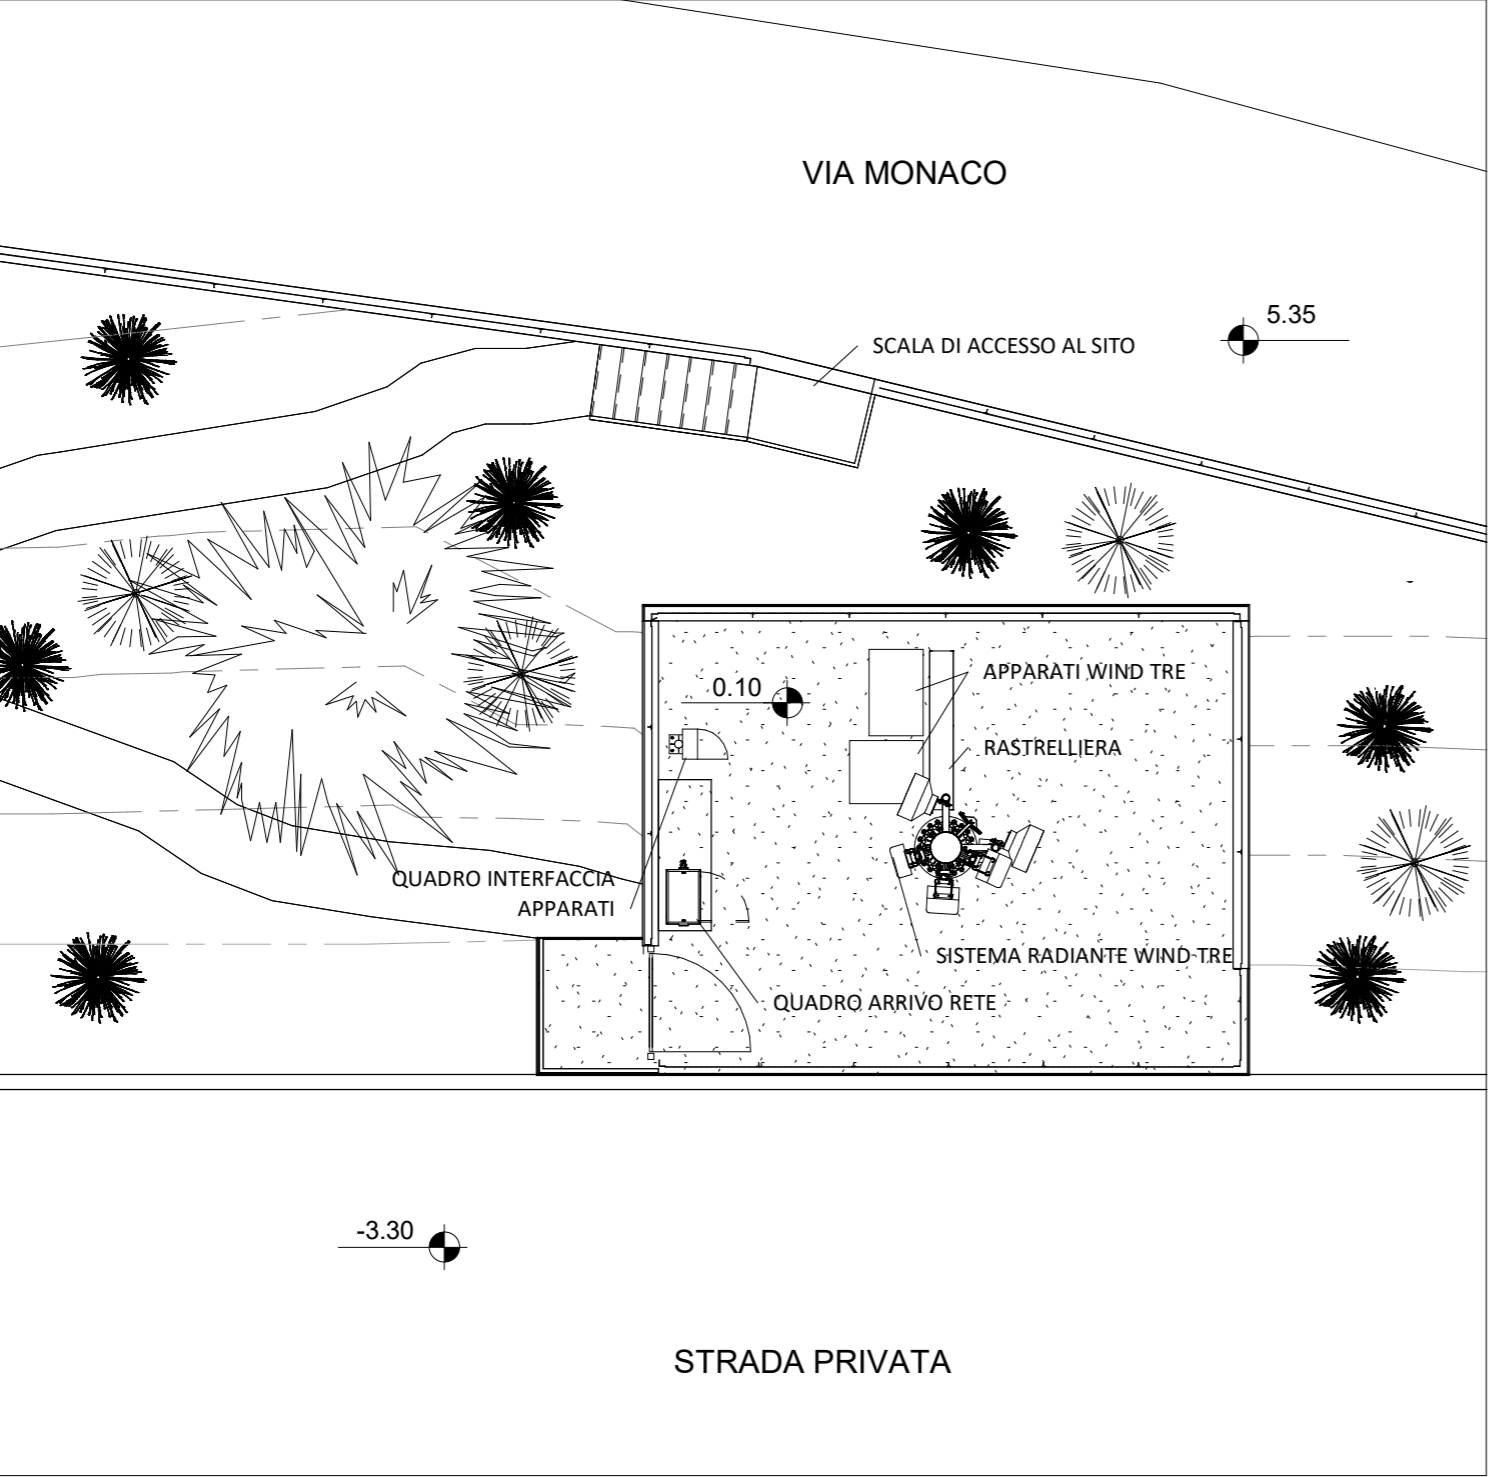 VIA MONACO
5.35
SCALA DI ACCESSO AL SITO
APPARATI WIND TRE
0.10
RASTRELLIERA
QUADRO INTERFACCIA
APPARATI
SISTEMA RADIANTE WIND TRE
QUADRO ARRIVO RETE
-3.30
STRADA PRIVATA